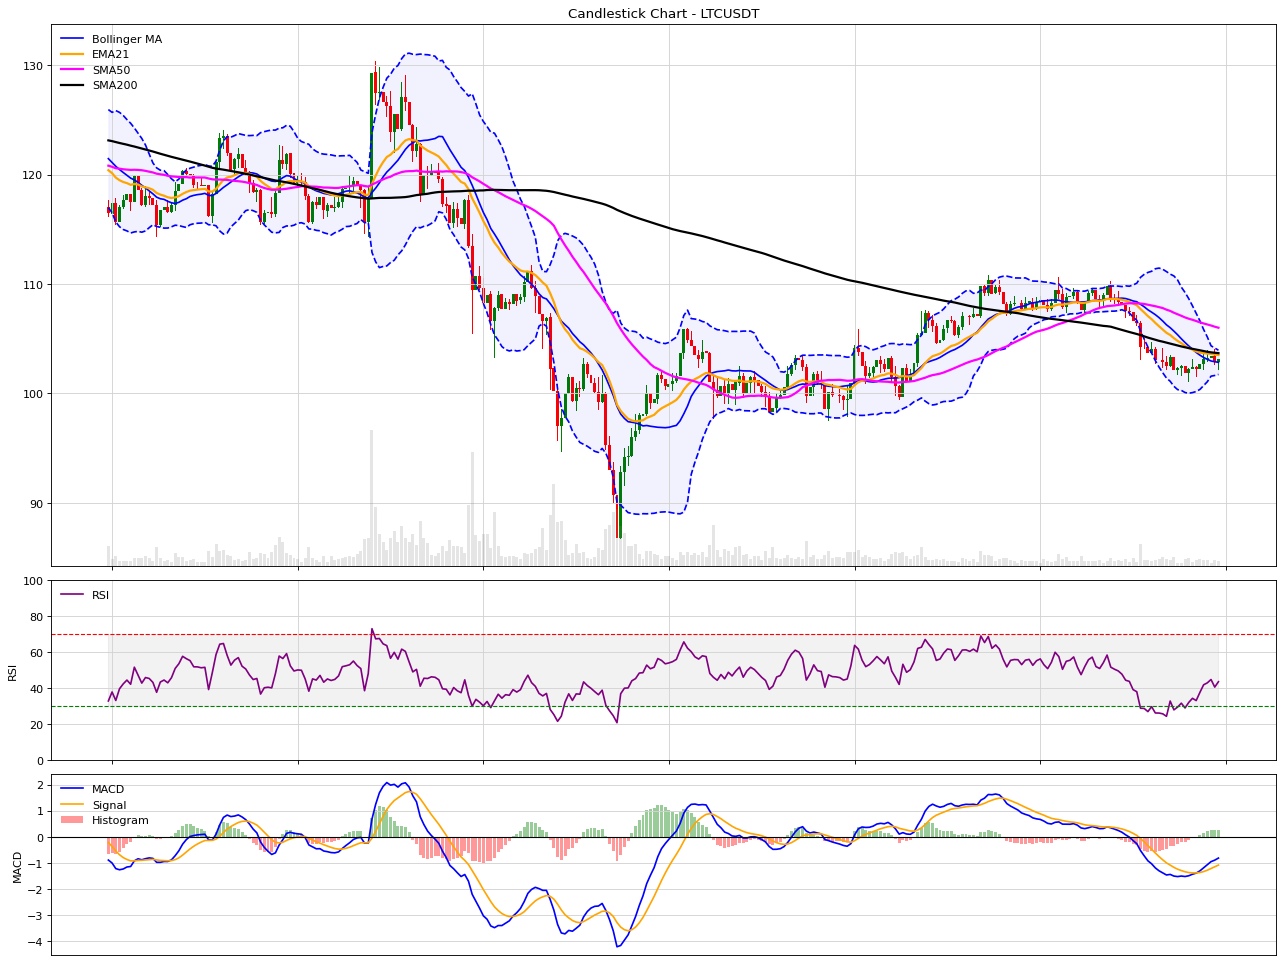 Candlestick Chart - LTCUSDT
Bollinger MA
EMA21
SMA50
SMA200
130
120
110
100
90
RSI
100
80
60
40
20
0
RSI
MACD
Signal
Histogram
2
1
0
−1
−2
−3
−4
MACD